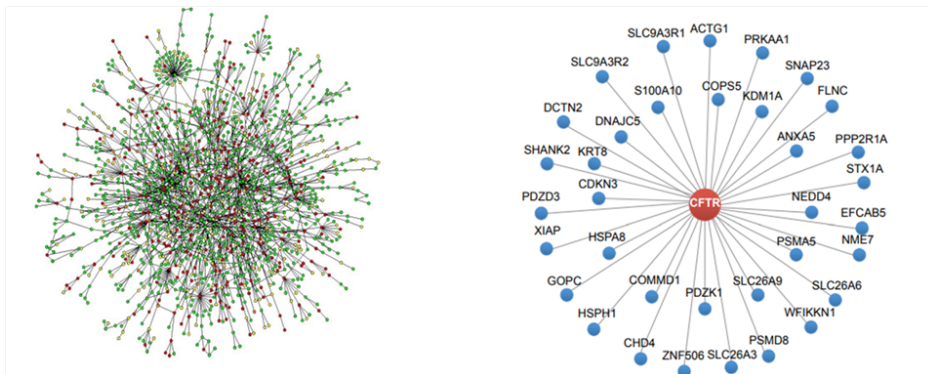 ACTG1
SLC9A3R1
PRKAA1
SLC9A3R2
SNAP23
S100A10
COPS5
KDM1A
FLNC
DCTN2
DNAJC5
ANXA5
PPP2R1A
SHANK2
KRT8
STX1A
CDKN3
CFTR
PDZD3
NEDD4
EFCAB5
XIAP
HSPA8
PSMA5
NME7
GOPC
COMMD1
PDZK1
SLC26A9
SLC26A6
HSPH1
WFIKKN1
CHD4
ZNF506
SLC26A3
PSMD8